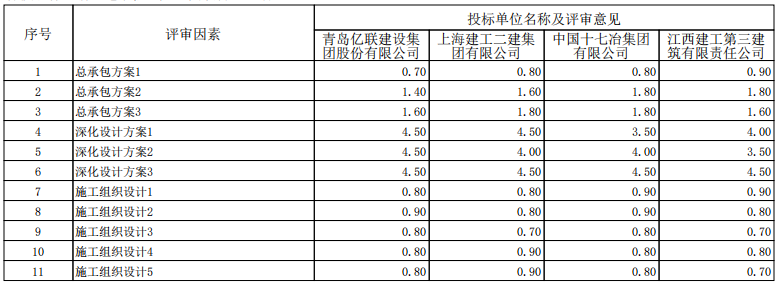 序号 评审因素 投标单位名称及评审意见
青岛亿联建设集团股份有限公司 上海建工二建集团有限公司 中国十七冶集团有限公司 江西建工第三建筑有限责任公司
1 总承包方案1 0.70 0.80 0.80 0.90
2 总承包方案2 1.40 1.60 1.80 1.80
3 总承包方案3 1.60 1.80 1.80 1.60
4 深化设计方案1 4.50 4.50 3.50 4.00
5 深化设计方案2 4.50 4.00 4.00 3.50
6 深化设计方案3 4.50 4.50 4.50 4.50
7 施工组织设计1 0.80 0.80 0.90 0.90
8 施工组织设计2 0.90 0.80 0.90 0.80
9 施工组织设计3 0.80 0.70 0.80 0.70
10 施工组织设计4 0.80 0.90 0.80 0.80
11 施工组织设计5 0.80 0.90 0.80 0.70